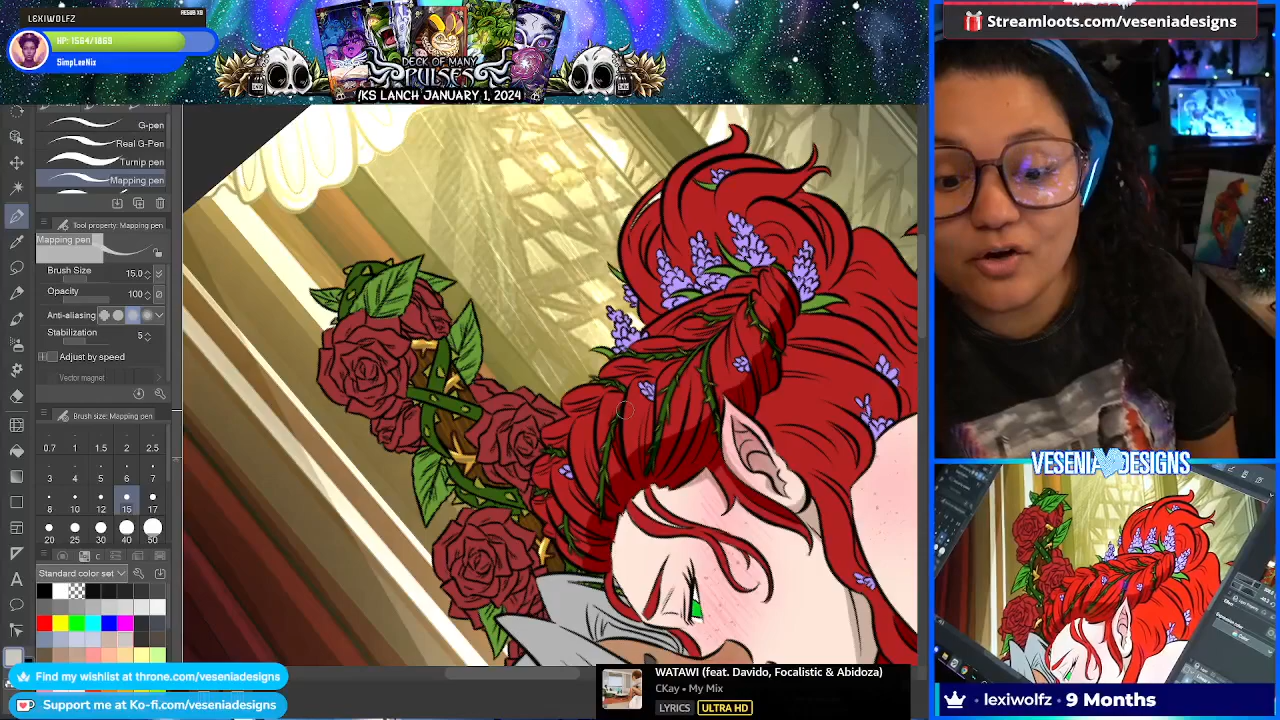 LEXIWOLFZ
HP: 1564/1869
SimpLeeNix
DECK OF MANY
PULSES
/KS LANCH JANUARY 1, 2024
Streamloots.com/veseniadesigns
G-pen
Real G-Pen
Turnip pen
Mapping pen
Tool property: Mapping pen
Mapping pen
Brush Size 15.0
Opacity 100
Anti-aliasing
Stabilization 5
Adjust by speed
Vector magnet
Brush size: Mapping pen
0.7 1 1.5 2 2.5
3 4 5 6 7
8 10 12 15 17
20 25 30 40 50
Standard color set
VESENIA DESIGNS
Find my wishlist at throne.com/veseniadesigns
Support me at Ko-fi.com/veseniadesigns
WATAWI (feat. Davido, Focalistic & Abidoza)
CKay • My Mix
LYRICS ULTRA HD
lexiwolfz • 9 Months